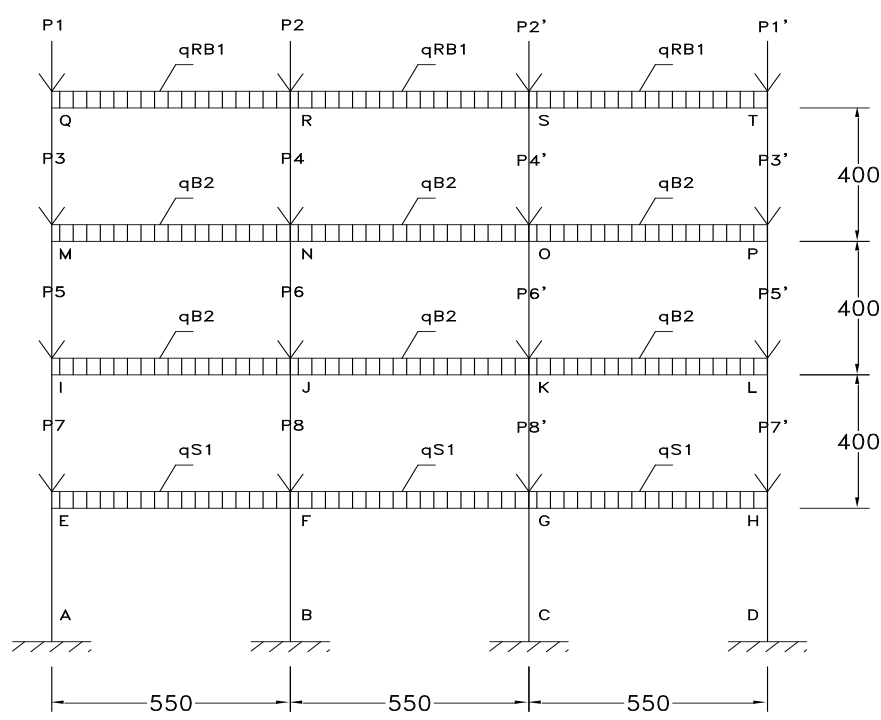 P1 P2 P2' P1'
qRB1 qRB1 qRB1
Q R S T
P3 P4 P4' P3'
400
qB2 qB2 qB2
M N O P
P5 P6 P6' P5'
400
qB2 qB2 qB2
I J K L
P7 P8 P8' P7'
400
qS1 qS1 qS1
E F G H
A B C D
550 550 550